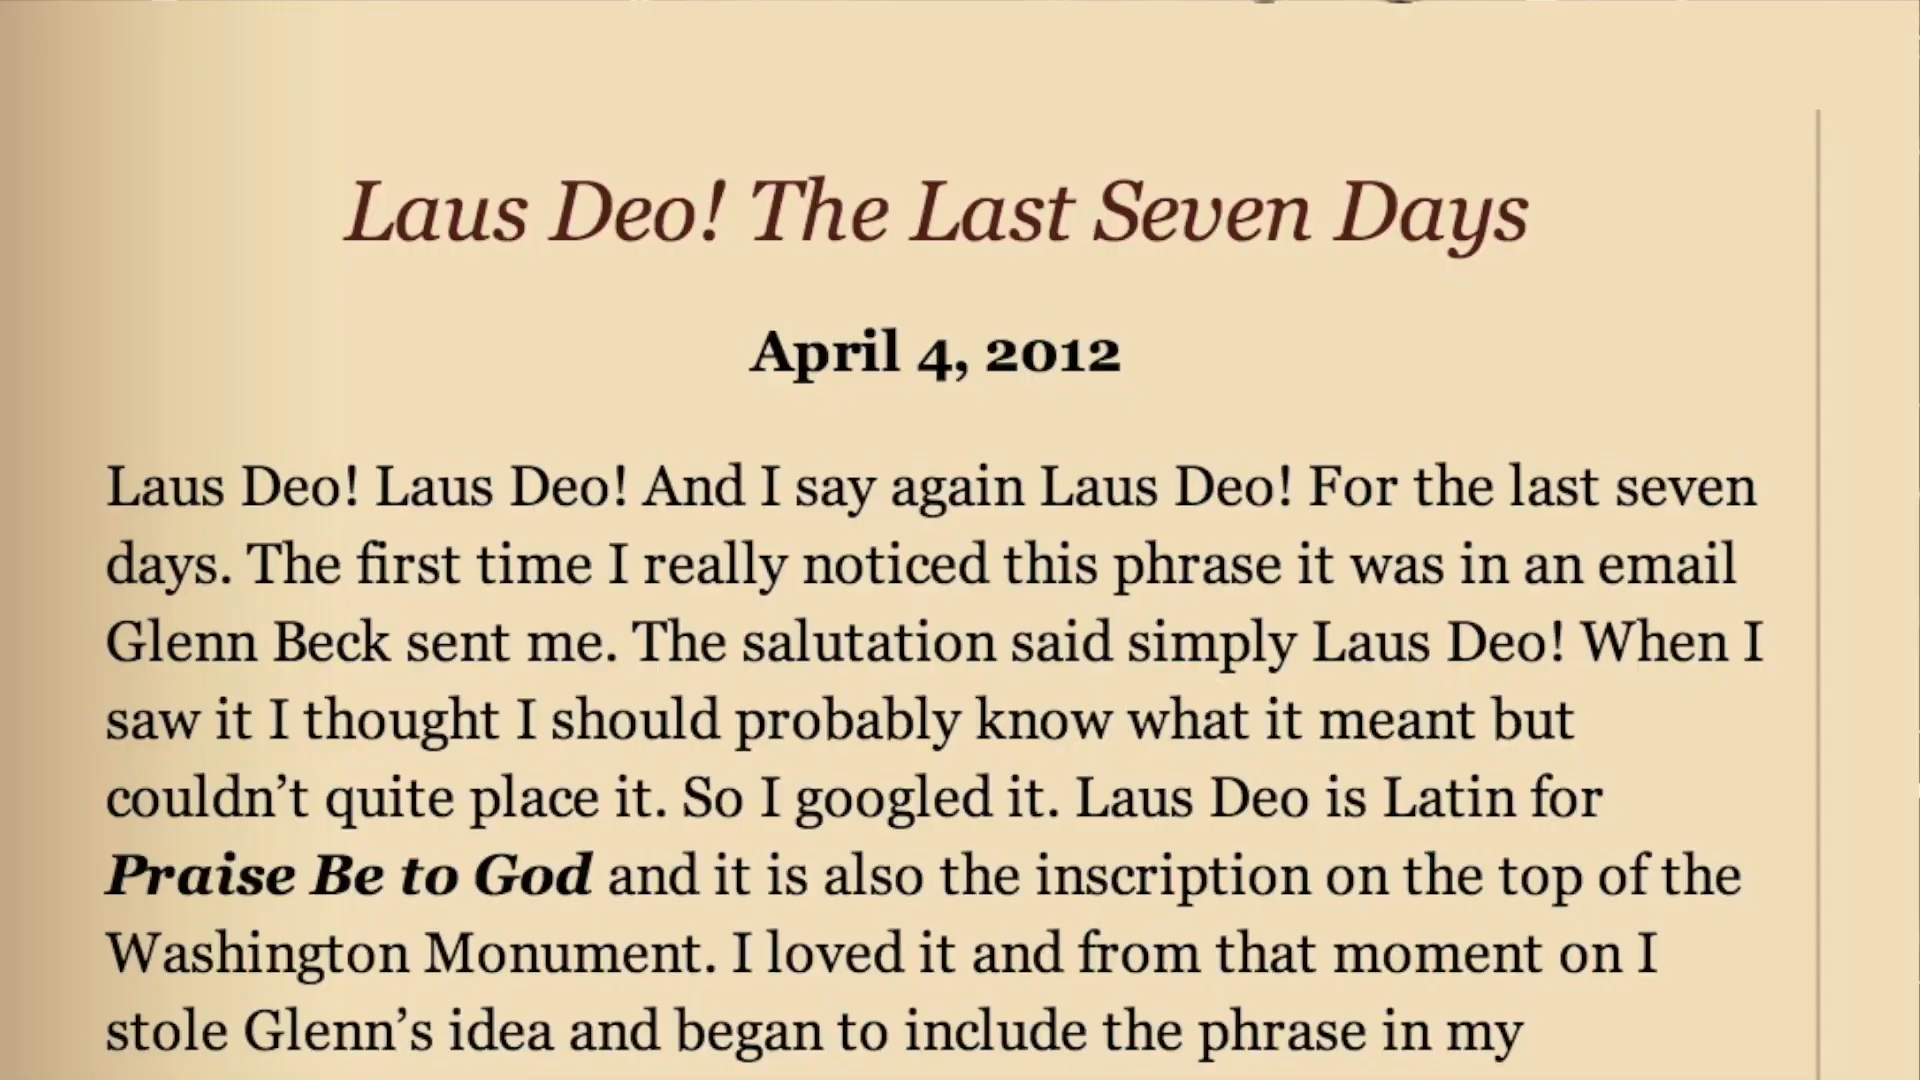 Laus Deo! The Last Seven Days
April 4, 2012
Laus Deo! Laus Deo! And I say again Laus Deo! For the last seven
days. The first time I really noticed this phrase it was in an email
Glenn Beck sent me. The salutation said simply Laus Deo! When I
saw it I thought I should probably know what it meant but
couldn’t quite place it. So I googled it. Laus Deo is Latin for
Praise Be to God and it is also the inscription on the top of the
Washington Monument. I loved it and from that moment on I
stole Glenn’s idea and began to include the phrase in my